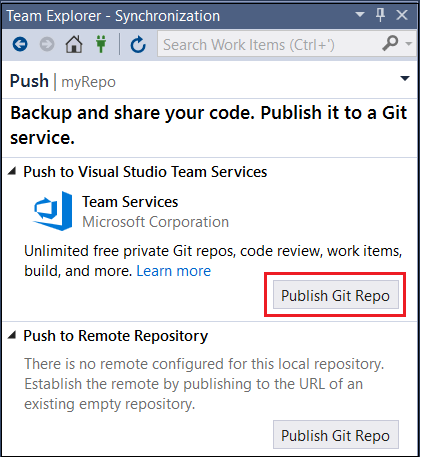 Team Explorer - Synchronization
Search Work Items (Ctrl+')
Push | myRepo
Backup and share your code. Publish it to a Git
service.
Push to Visual Studio Team Services
Team Services
Microsoft Corporation
Unlimited free private Git repos, code review, work items,
build, and more. Learn more
Publish Git Repo
Push to Remote Repository
There is no remote configured for this local repository.
Establish the remote by publishing to the URL of an
existing empty repository.
Publish Git Repo